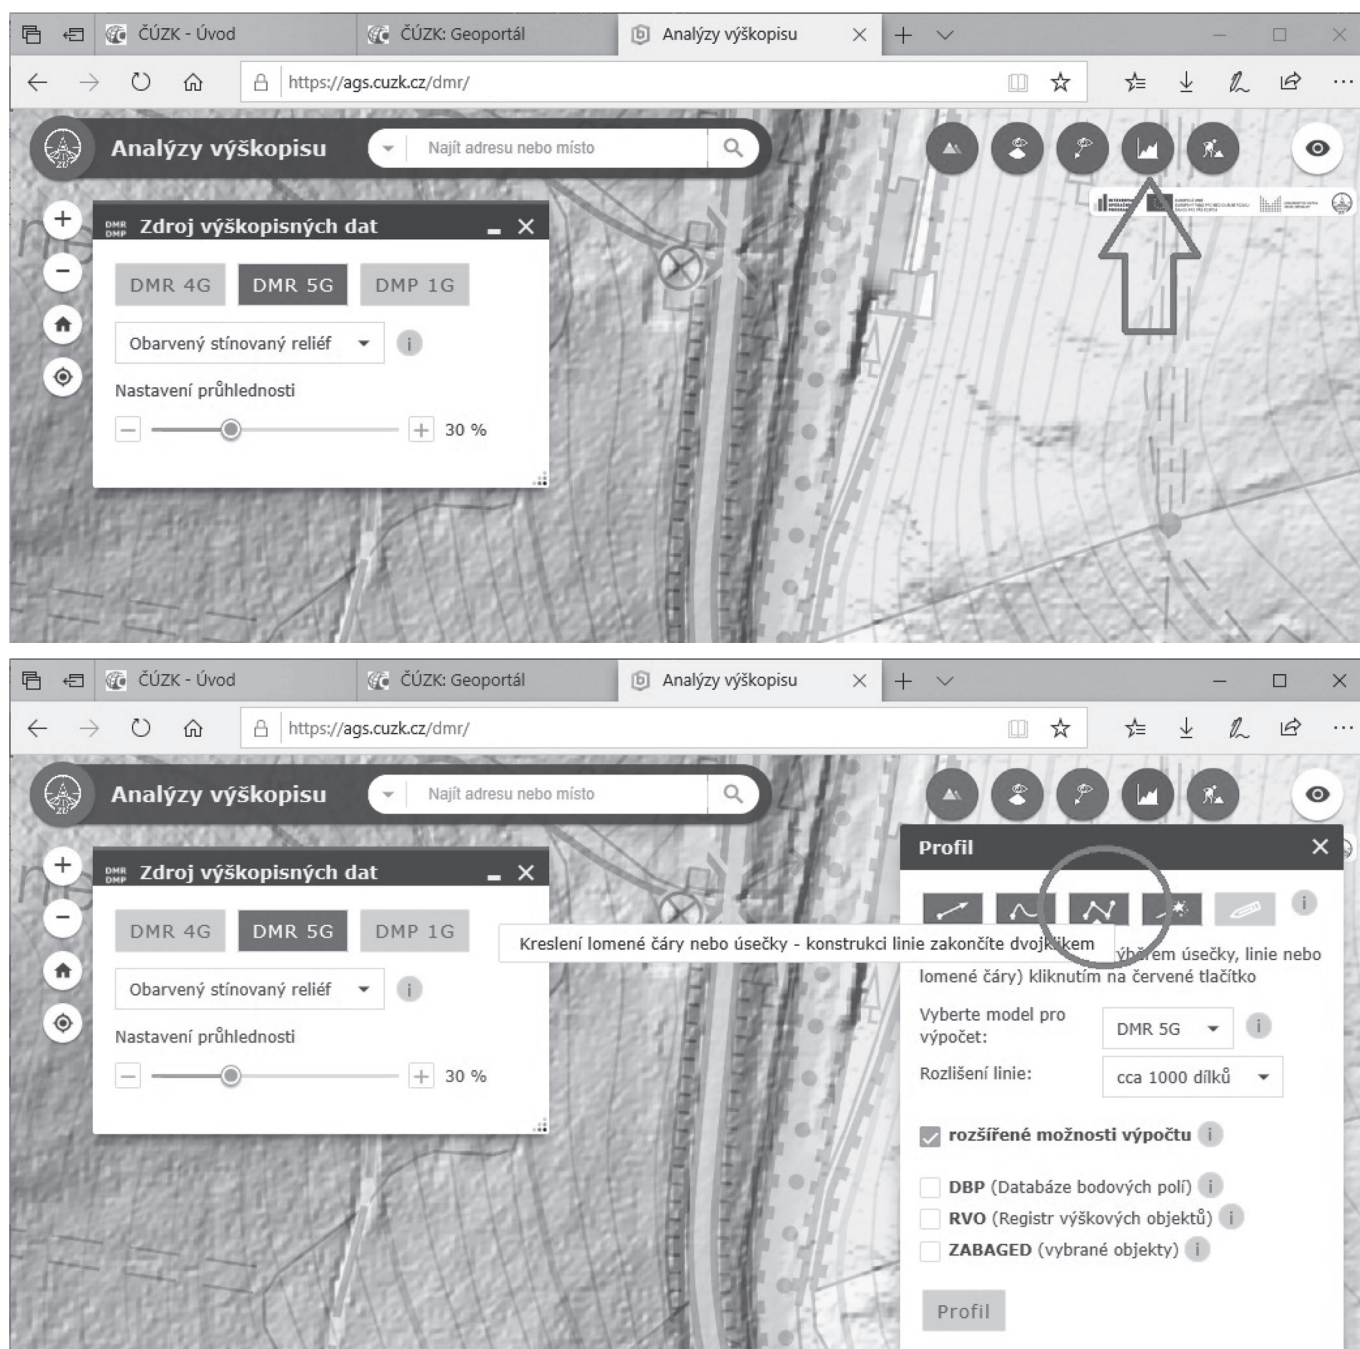 ČÚZK - Úvod
ČÚZK: Geoportál
Analýzy výškopisu
https://ags.cuzk.cz/dmr/
Analýzy výškopisu
Najít adresu nebo místo
DMR
DMP
Zdroj výškopisných dat
DMR 4G
DMR 5G
DMP 1G
Obarvený stínovaný reliéf
i
Nastavení průhlednosti
30 %
ČÚZK - Úvod
ČÚZK: Geoportál
Analýzy výškopisu
https://ags.cuzk.cz/dmr/
Analýzy výškopisu
Najít adresu nebo místo
DMR
DMP
Zdroj výškopisných dat
DMR 4G
DMR 5G
DMP 1G
Obarvený stínovaný reliéf
i
Nastavení průhlednosti
30 %
Profil
i
Kreslení lomené čáry nebo úsečky - konstrukci linie zakončíte dvojklikem
výběrem úsečky, linie nebo
lomené čáry) kliknutím na červené tlačítko
Vyberte model pro
výpočet:
DMR 5G
i
Rozlišení linie:
cca 1000 dílků
rozšířené možnosti výpočtu i
DBP (Databáze bodových polí) i
RVO (Registr výškových objektů) i
ZABAGED (vybrané objekty) i
Profil